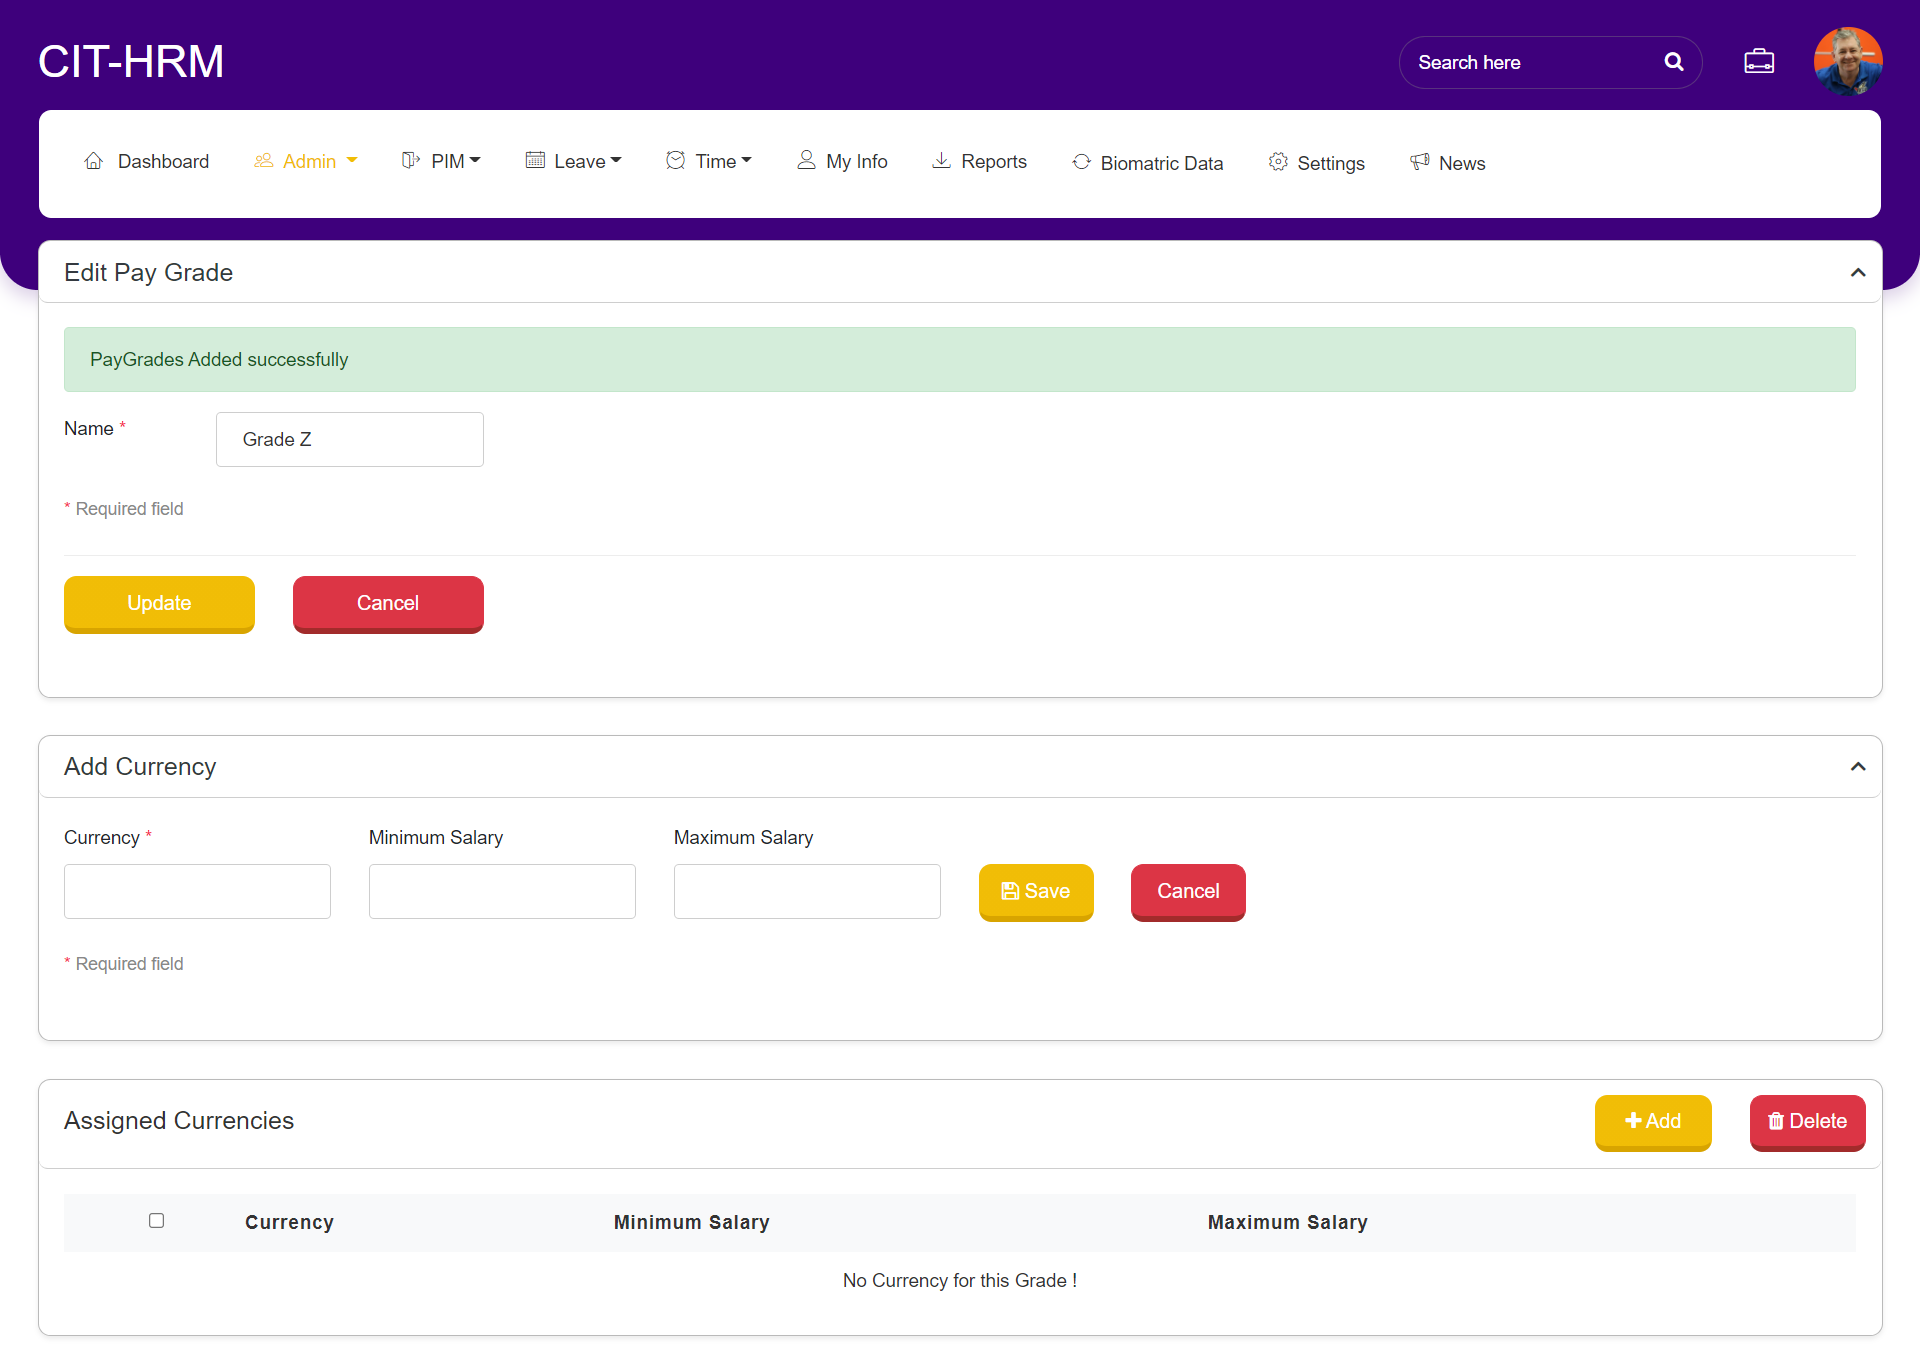 CIT-HRM
Search here
Dashboard Admin PIM Leave Time My Info Reports Biomatric Data Settings News
Edit Pay Grade
PayGrades Added successfully
Name *
Grade Z
* Required field
Update Cancel
Add Currency
Currency * Minimum Salary Maximum Salary
Save Cancel
* Required field
Assigned Currencies
Add Delete
Currency Minimum Salary Maximum Salary
No Currency for this Grade !